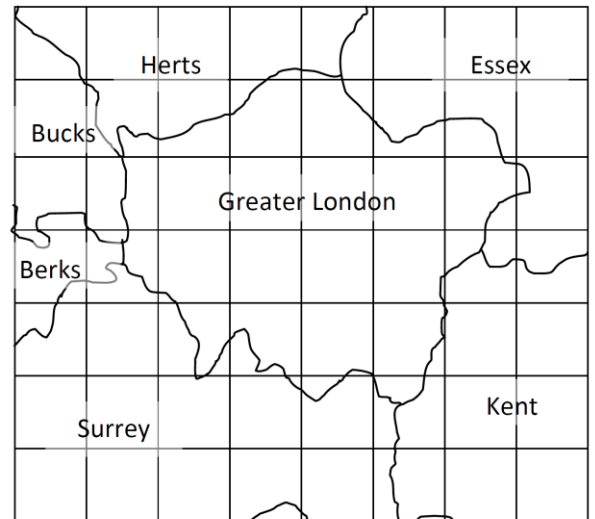 Herts
Essex
Bucks
Greater London
Berks
Kent
Surrey